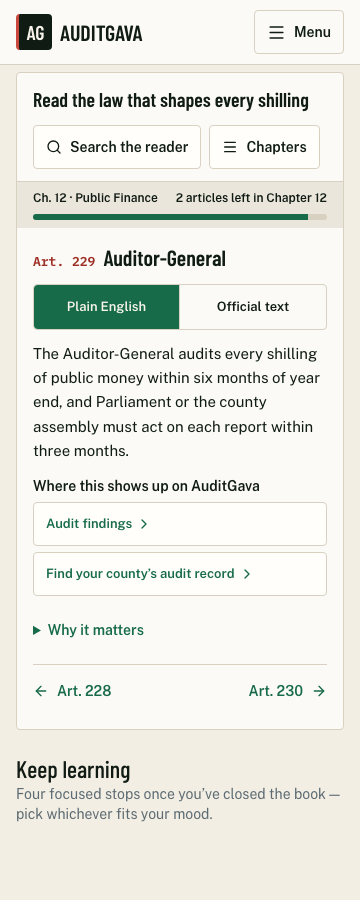 AG AUDITGAVA
Menu
Read the law that shapes every shilling
Search the reader
Chapters
Ch. 12 · Public Finance
2 articles left in Chapter 12
Art. 229 Auditor-General
Plain English
Official text
The Auditor-General audits every shilling
of public money within six months of year
end, and Parliament or the county
assembly must act on each report within
three months.
Where this shows up on AuditGava
Audit findings
Find your county’s audit record
Why it matters
Art. 228
Art. 230
Keep learning
Four focused stops once you’ve closed the book —
pick whichever fits your mood.